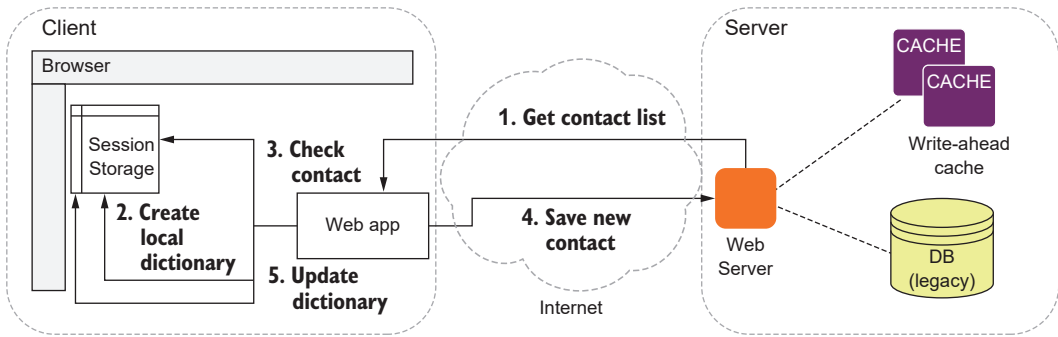 Client
Server
Browser
CACHE
CACHE
Write-ahead
cache
1. Get contact list
Session
Storage
3. Check
contact
Web app
2. Create
local
dictionary
4. Save new
contact
Web
Server
5. Update
dictionary
Internet
DB
(legacy)